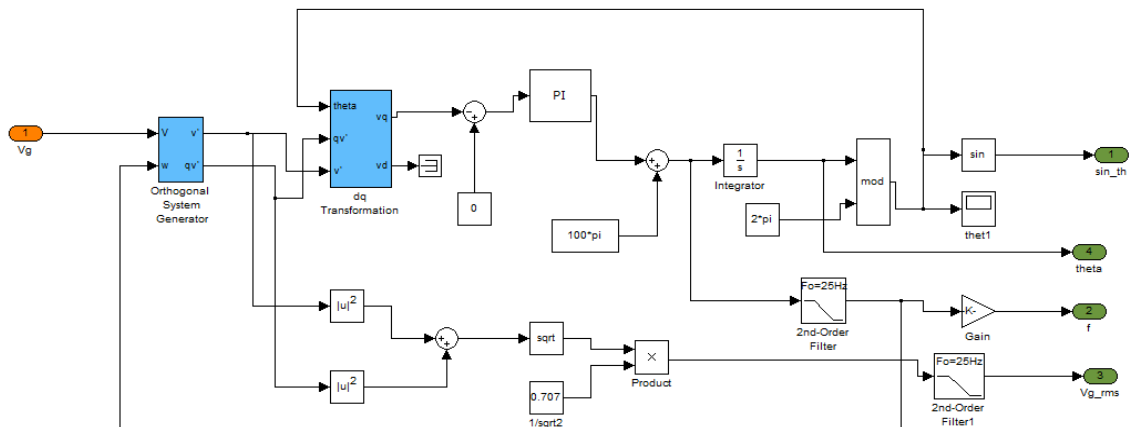 1
Vg
V
w
v'
qv'
Orthogonal
System
Generator
theta
qv'
v'
vq
vd
dq
Transformation
0
PI
100*pi
1
s
Integrator
2*pi
mod
sin
thet1
1
sin_th
4
theta
Fo=25Hz
2nd-Order
Filter
K-
Gain
2
f
|u|2
|u|2
sqrt
0.707
1/sqrt2
×
Product
Fo=25Hz
2nd-Order
Filter1
3
Vg_rms